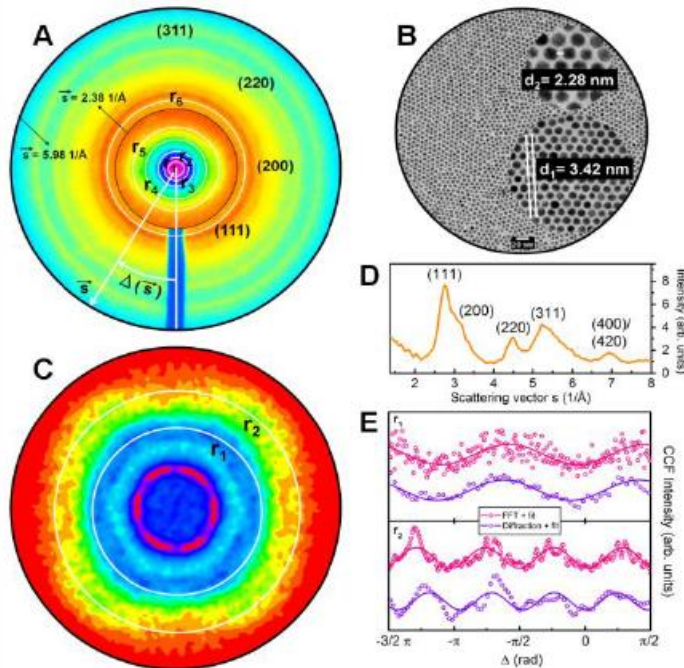 A
(311)
(220)
r6
s = 2.38 1/Å
s = 5.98 1/Å
r5
(200)
r4
r3
(111)
s
Δ(s)
B
d2= 2.28 nm
d1= 3.42 nm
D
(111)
(200)
(220)
(311)
(400)/
(420)
Intensity (arb. units)
8
6
4
2
0
2
3
4
5
6
7
8
Scattering vector s (1/Å)
C
r2
r1
E
r1
FFT + fit
Diffraction + fit
r2
CCF Intensity (arb. units)
-3/2 π
-π
-π/2
0
π/2
Δ (rad)